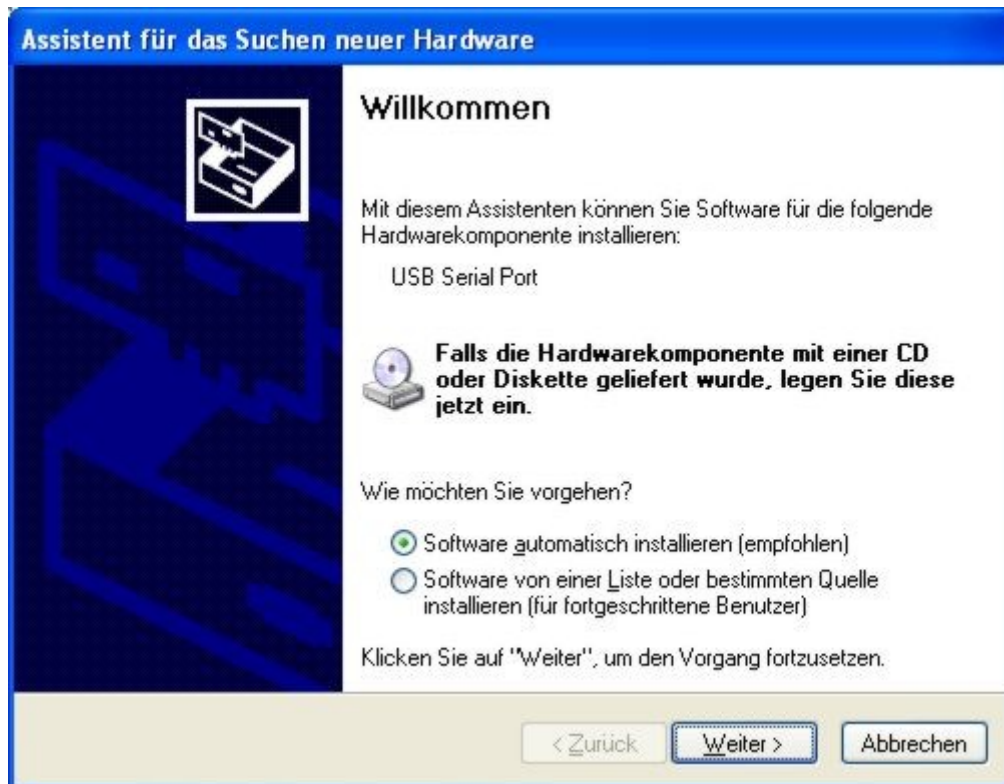 Assistent für das Suchen neuer Hardware
Willkommen
Mit diesem Assistenten können Sie Software für die folgende
Hardwarekomponente installieren:
USB Serial Port
Falls die Hardwarekomponente mit einer CD
oder Diskette geliefert wurde, legen Sie diese
jetzt ein.
Wie möchten Sie vorgehen?
Software automatisch installieren (empfohlen)
Software von einer Liste oder bestimmten Quelle
installieren (für fortgeschrittene Benutzer)
Klicken Sie auf "Weiter", um den Vorgang fortzusetzen.
< Zurück Weiter > Abbrechen